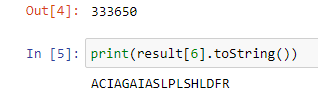 Out[4]: 333650
In [5]: print(result[6].toString())
ACIAGAIASLPLSHLDFR